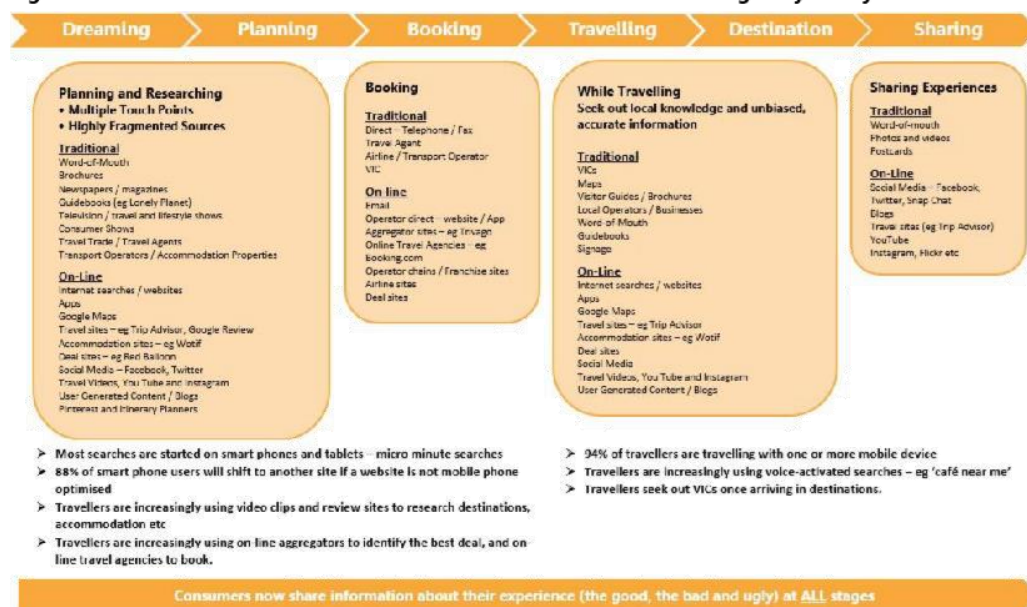 Dreaming
Planning
Booking
Travelling
Destination
Sharing
Planning and Researching
• Multiple Touch Points
• Highly Fragmented Sources
Traditional
Word-of-Mouth
Brochures
Newspapers / magazines
Guidebooks (eg Lonely Planet)
Television / travel and lifestyle shows
Consumer Shows
Travel Trade / Travel Agents
Transport Operators / Accommodation Properties
On-Line
Internet searches / websites
Apps
Google Maps
Travel sites – eg Trip Advisor, Google Review
Accommodation sites – eg Wotif
Deal sites – eg Red Balloon
Social Media – Facebook, Twitter
Travel Videos, You Tube and Instagram
User Generated Content / Blogs
Pinterest and Itinerary Planners
Booking
Traditional
Direct – Telephone / Fax
Travel Agent
Airline / Transport Operator
VIC
On-line
Email
Operator direct – website / App
Aggregator sites – eg Trivago
Online Travel Agencies – eg
Booking.com
Operator chains / Franchise sites
Airline sites
Deal sites
While Travelling
Seek out local knowledge and unbiased,
accurate information
Traditional
VICs
Maps
Visitor Guides / Brochures
Local Operators / Businesses
Word-of-Mouth
Guidebooks
Signage
On-Line
Internet searches / websites
Apps
Google Maps
Travel sites – eg Trip Advisor
Accommodation sites – eg Wotif
Deal sites
Social Media
Travel Videos, You Tube and Instagram
User Generated Content / Blogs
Sharing Experiences
Traditional
Word-of-mouth
Photos and videos
Postcards
On-Line
Social Media – Facebook,
Twitter, Snap Chat
Blogs
Travel sites (eg Trip Advisor)
YouTube
Instagram, Flickr etc
➢ Most searches are started on smart phones and tablets – micro minute searches
➢ 88% of smart phone users will shift to another site if a website is not mobile phone
optimised
➢ Travellers are increasingly using video clips and review sites to research destinations,
accommodation etc
➢ Travellers are increasingly using on-line aggregators to identify the best deal, and on-
line travel agencies to book.
➢ 94% of travellers are travelling with one or more mobile device
➢ Travellers are increasingly using voice-activated searches – eg ‘café near me’
➢ Travellers seek out VICs once arriving in destinations.
Consumers now share information about their experience (the good, the bad and ugly) at ALL stages